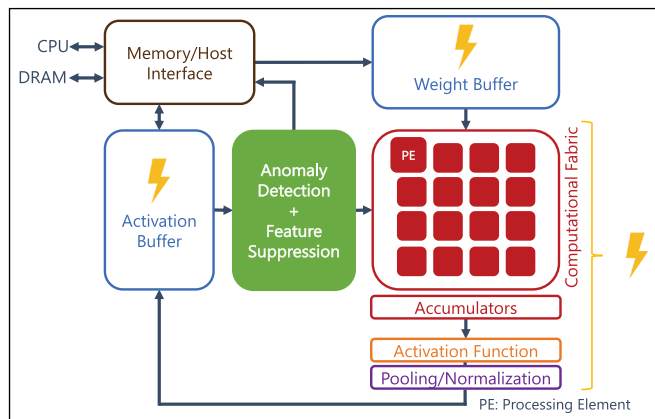 CPU
DRAM
Memory/Host
Interface
Weight Buffer
Activation
Buffer
Anomaly
Detection
+
Feature
Suppression
PE
Computational Fabric
Accumulators
Activation Function
Pooling/Normalization
PE: Processing Element